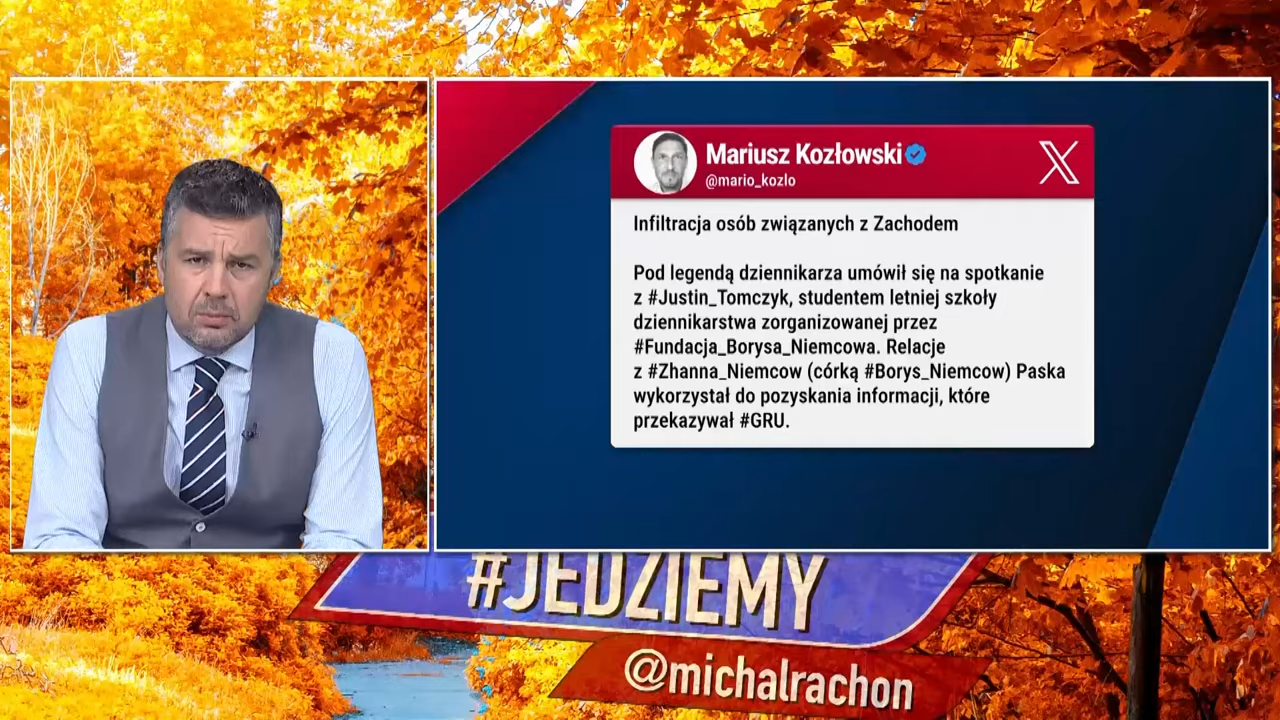 Mariusz Kozłowski
@mario_kozlo
Infiltracja osób związanych z Zachodem
Pod legendą dziennikarza umówił się na spotkanie
z #Justin_Tomczyk, studentem letniej szkoły
dziennikarstwa zorganizowanej przez
#Fundacja_Borysa_Niemcowa. Relacje
z #Zhanna_Niemcow (córką #Borys_Niemcow) Paska
wykorzystał do pozyskania informacji, które
przekazywał #GRU.
#JEDZIEMY
@michalrachon